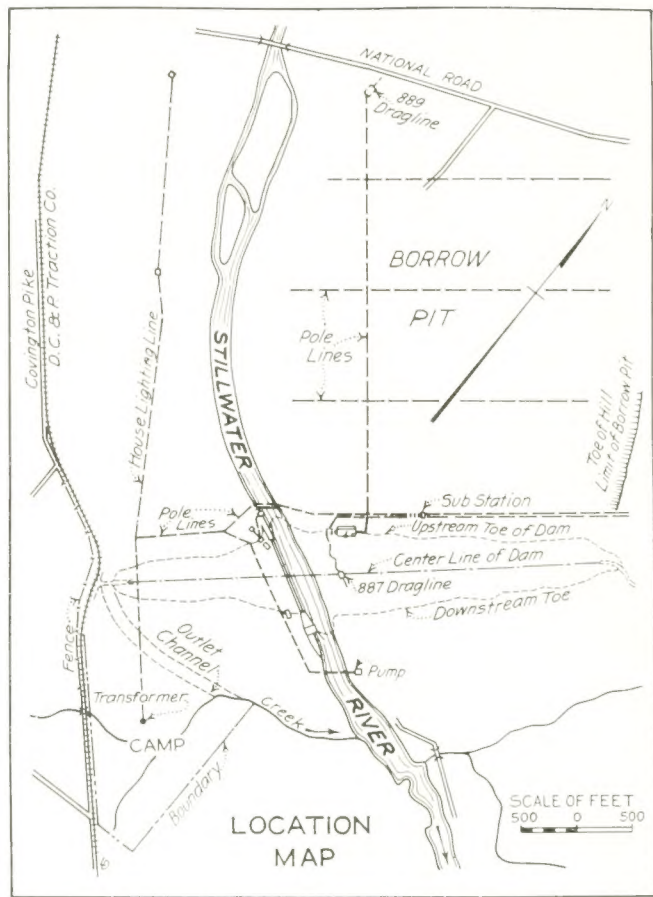 NATIONAL ROAD
889
Dragline
Covington Pike
D.C. & P. Traction Co.
N
BORROW
PIT
House Lighting Line
Pole
Lines
STILLWATER
Toe of Hill
Limit of Borrow Pit
Pole
Lines
Sub Station
Upstream Toe of Dam
Center Line of Dam
887 Dragline
Downstream Toe
Fence
Outlet
Channel
Pump
Transformer
Creek
RIVER
CAMP
Boundary
LOCATION
MAP
SCALE OF FEET
500 0 500